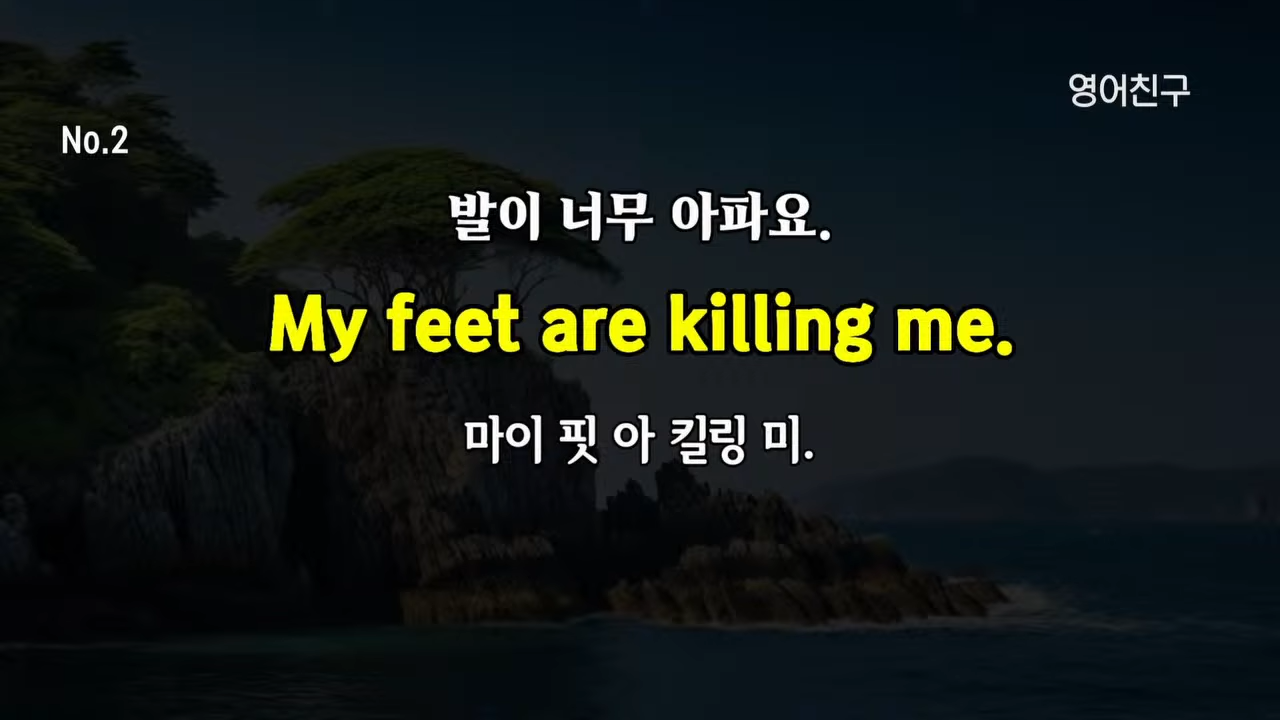 영어친구
No.2
발이 너무 아파요.
My feet are killing me.
마이 핏 아 킬링 미.